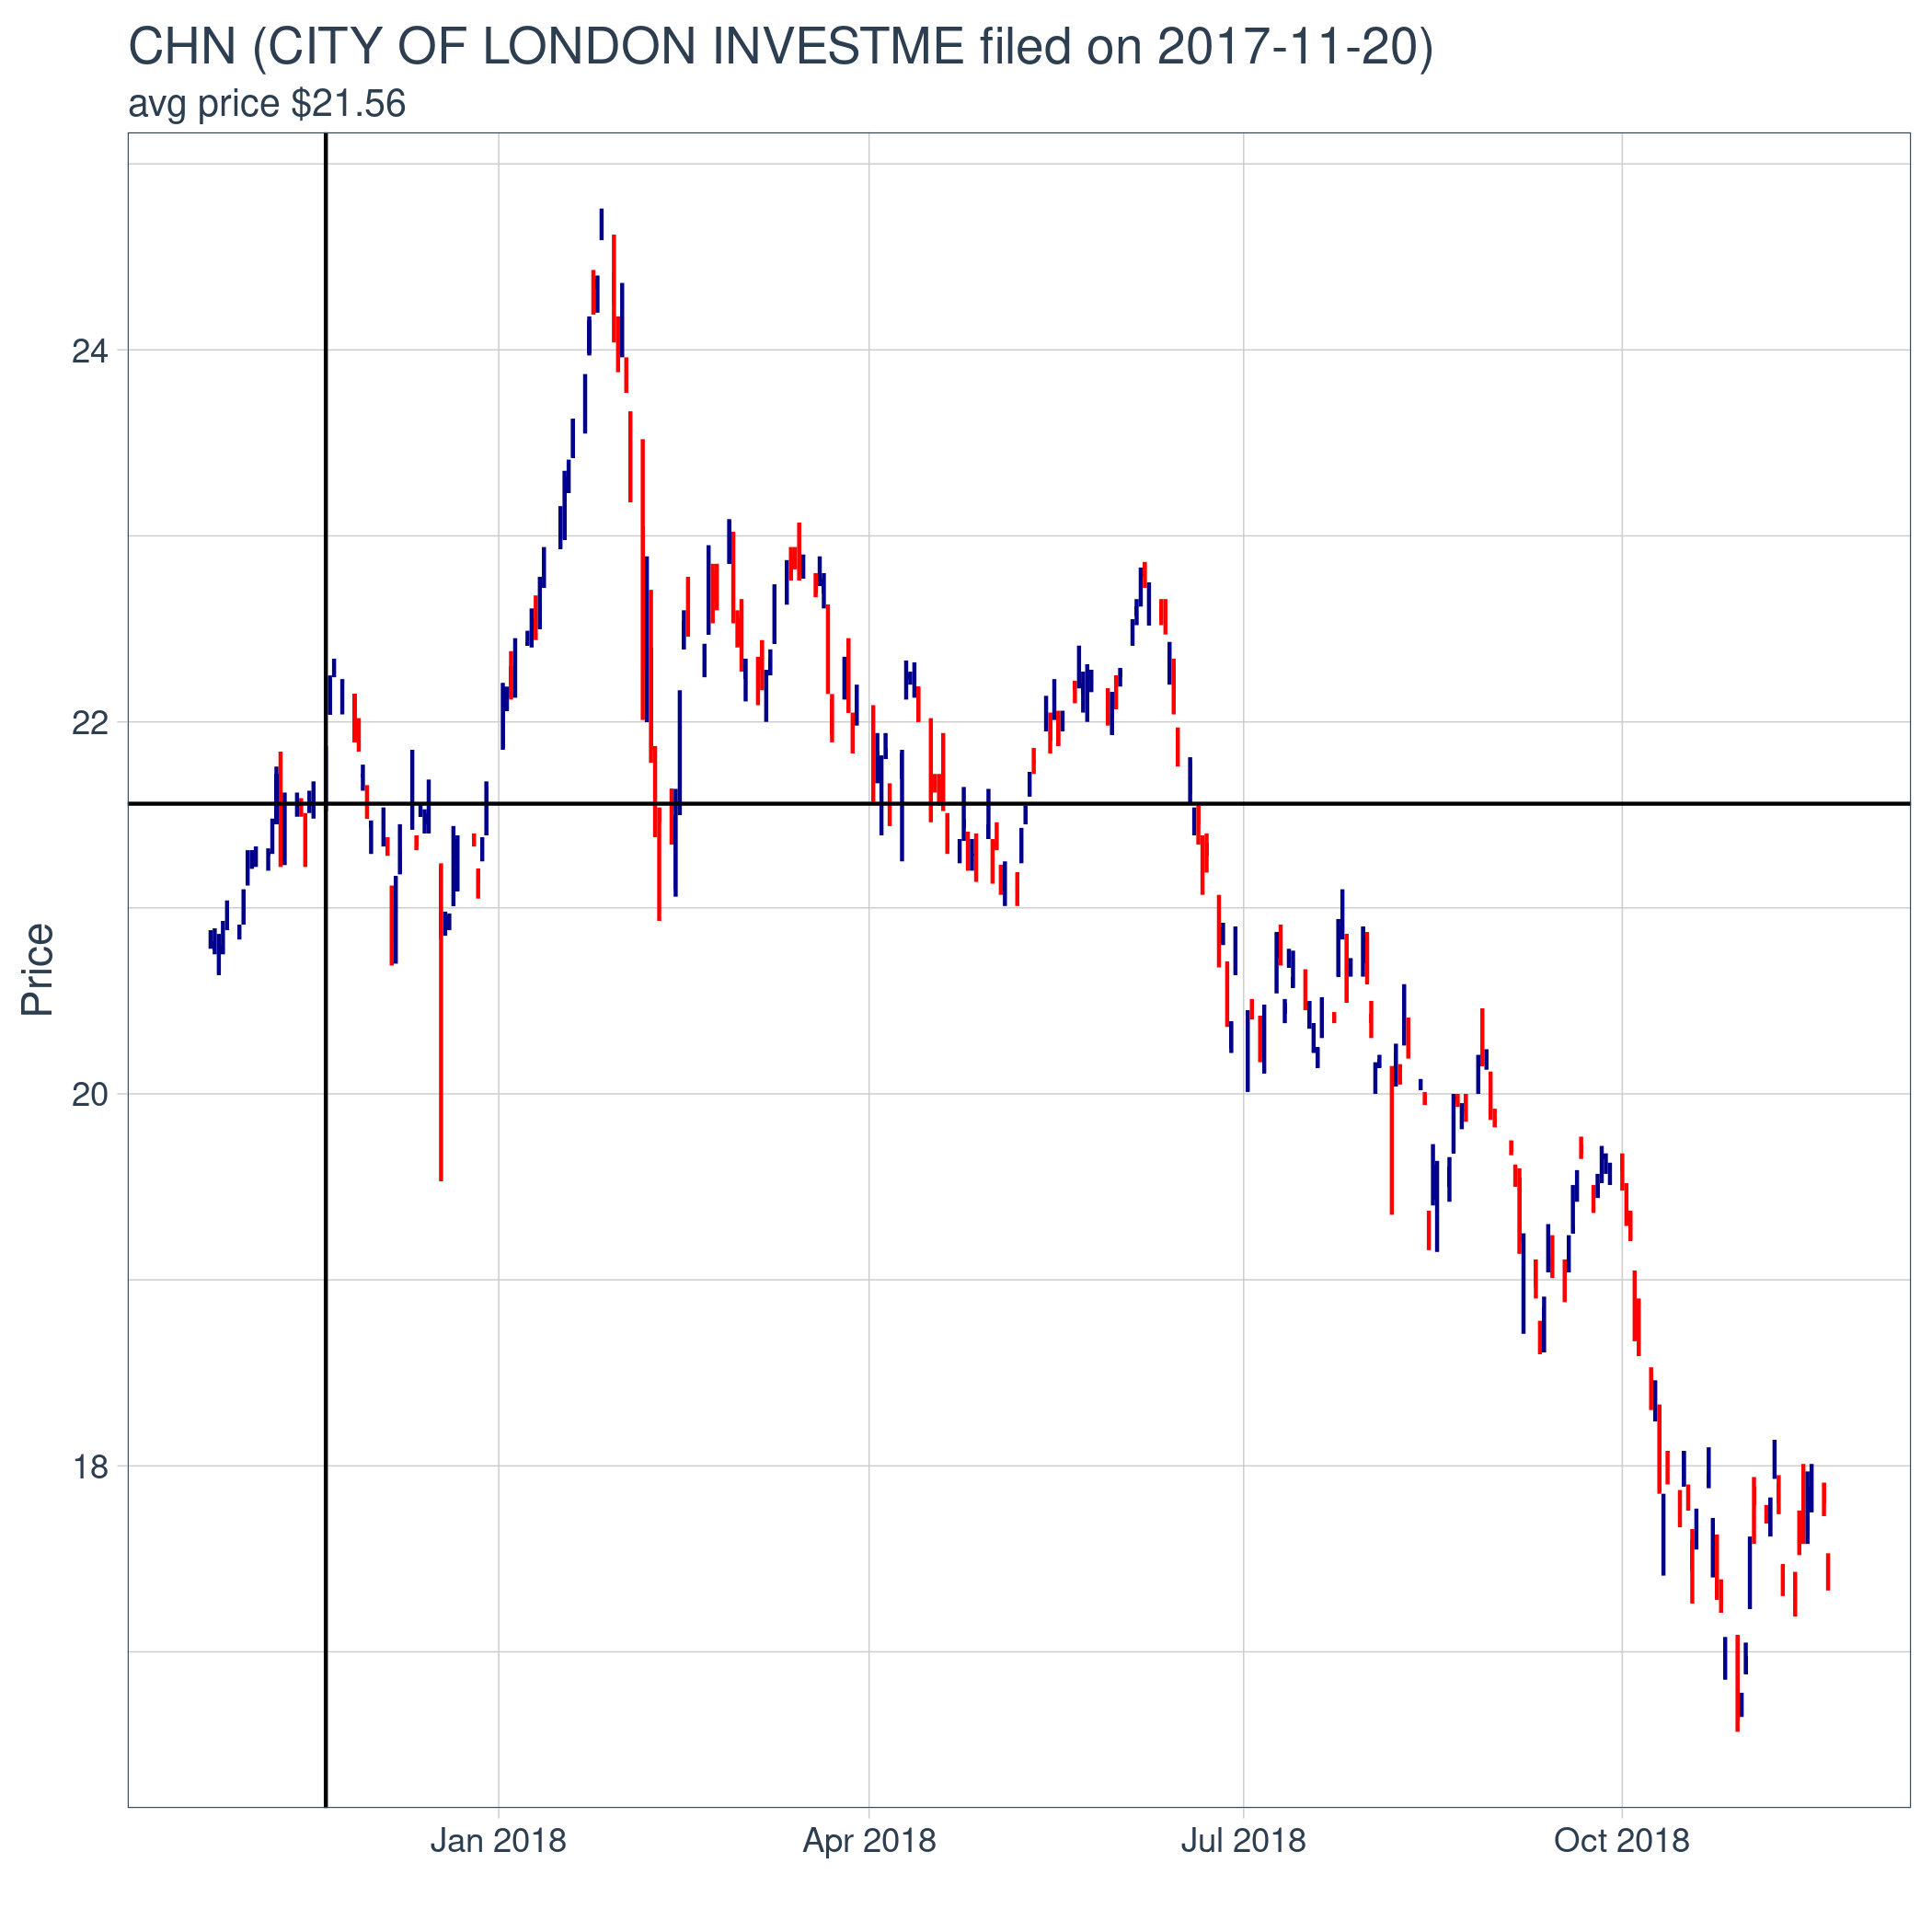 CHN (CITY OF LONDON INVESTME filed on 2017-11-20)
avg price $21.56
24
22
20
18
Price
Jan 2018
Apr 2018
Jul 2018
Oct 2018